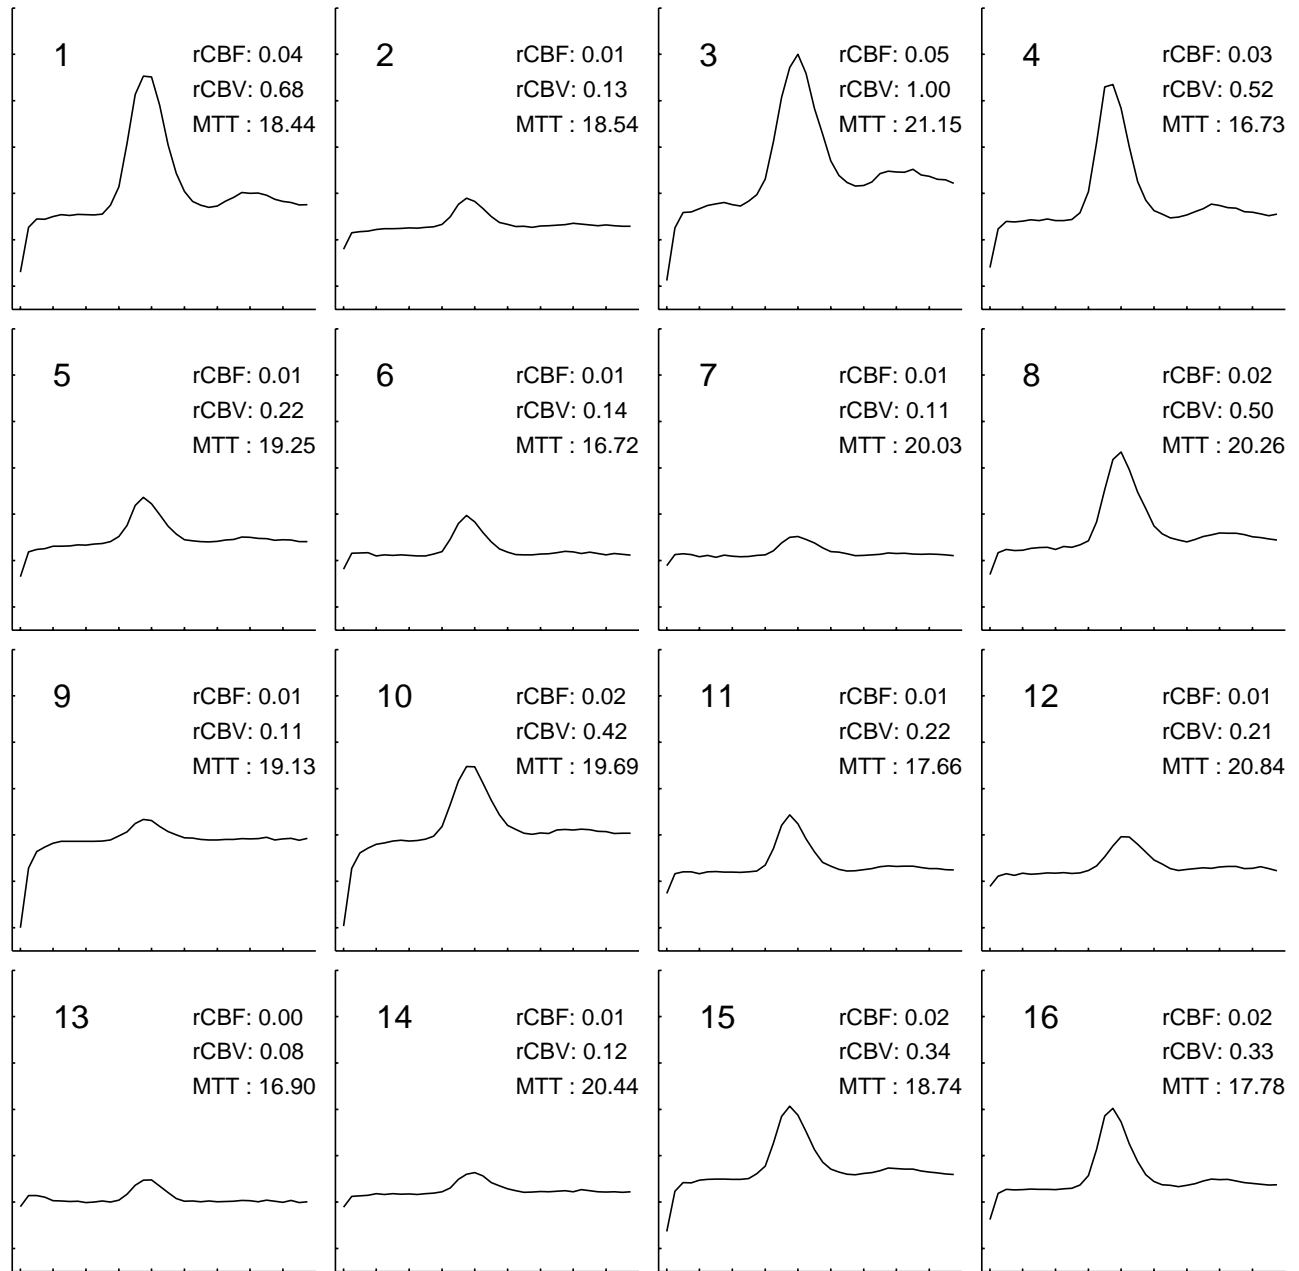 1
rCBF: 0.04
rCBV: 0.68
MTT : 18.44
2
rCBF: 0.01
rCBV: 0.13
MTT : 18.54
3
rCBF: 0.05
rCBV: 1.00
MTT : 21.15
4
rCBF: 0.03
rCBV: 0.52
MTT : 16.73
5
rCBF: 0.01
rCBV: 0.22
MTT : 19.25
6
rCBF: 0.01
rCBV: 0.14
MTT : 16.72
7
rCBF: 0.01
rCBV: 0.11
MTT : 20.03
8
rCBF: 0.02
rCBV: 0.50
MTT : 20.26
9
rCBF: 0.01
rCBV: 0.11
MTT : 19.13
10
rCBF: 0.02
rCBV: 0.42
MTT : 19.69
11
rCBF: 0.01
rCBV: 0.22
MTT : 17.66
12
rCBF: 0.01
rCBV: 0.21
MTT : 20.84
13
rCBF: 0.00
rCBV: 0.08
MTT : 16.90
14
rCBF: 0.01
rCBV: 0.12
MTT : 20.44
15
rCBF: 0.02
rCBV: 0.34
MTT : 18.74
16
rCBF: 0.02
rCBV: 0.33
MTT : 17.78